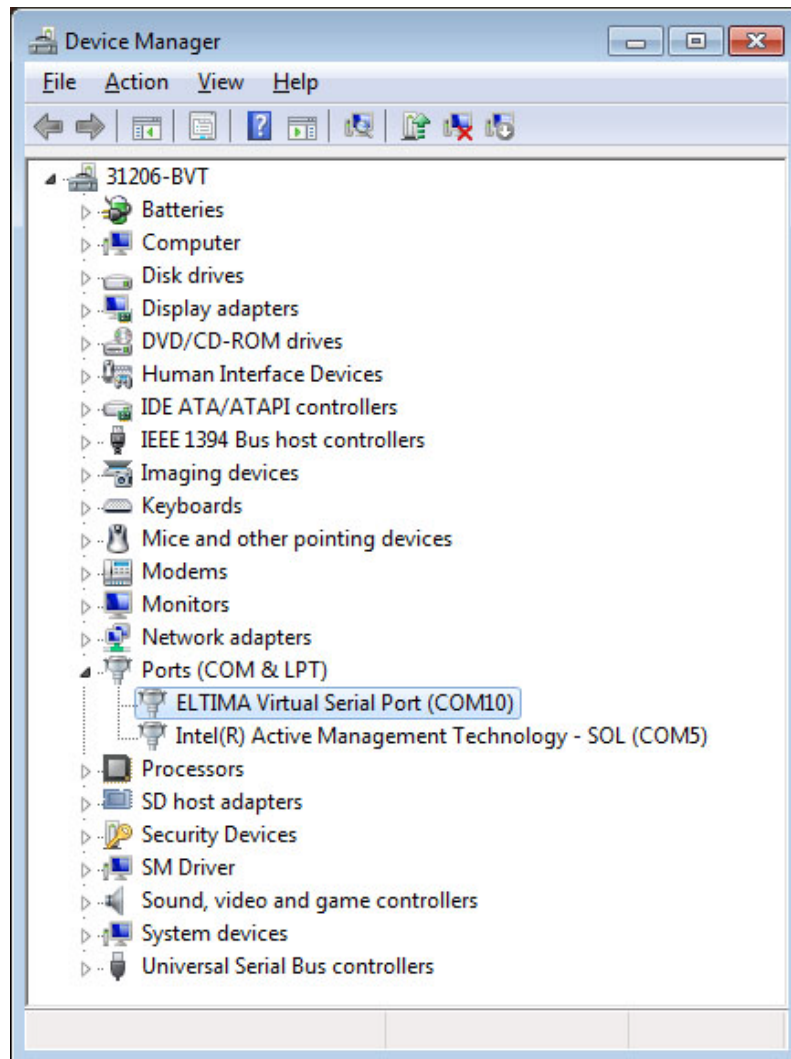 Device Manager
File Action View Help
31206-BVT
Batteries
Computer
Disk drives
Display adapters
DVD/CD-ROM drives
Human Interface Devices
IDE ATA/ATAPI controllers
IEEE 1394 Bus host controllers
Imaging devices
Keyboards
Mice and other pointing devices
Modems
Monitors
Network adapters
Ports (COM & LPT)
ELTIMA Virtual Serial Port (COM10)
Intel(R) Active Management Technology - SOL (COM5)
Processors
SD host adapters
Security Devices
SM Driver
Sound, video and game controllers
System devices
Universal Serial Bus controllers